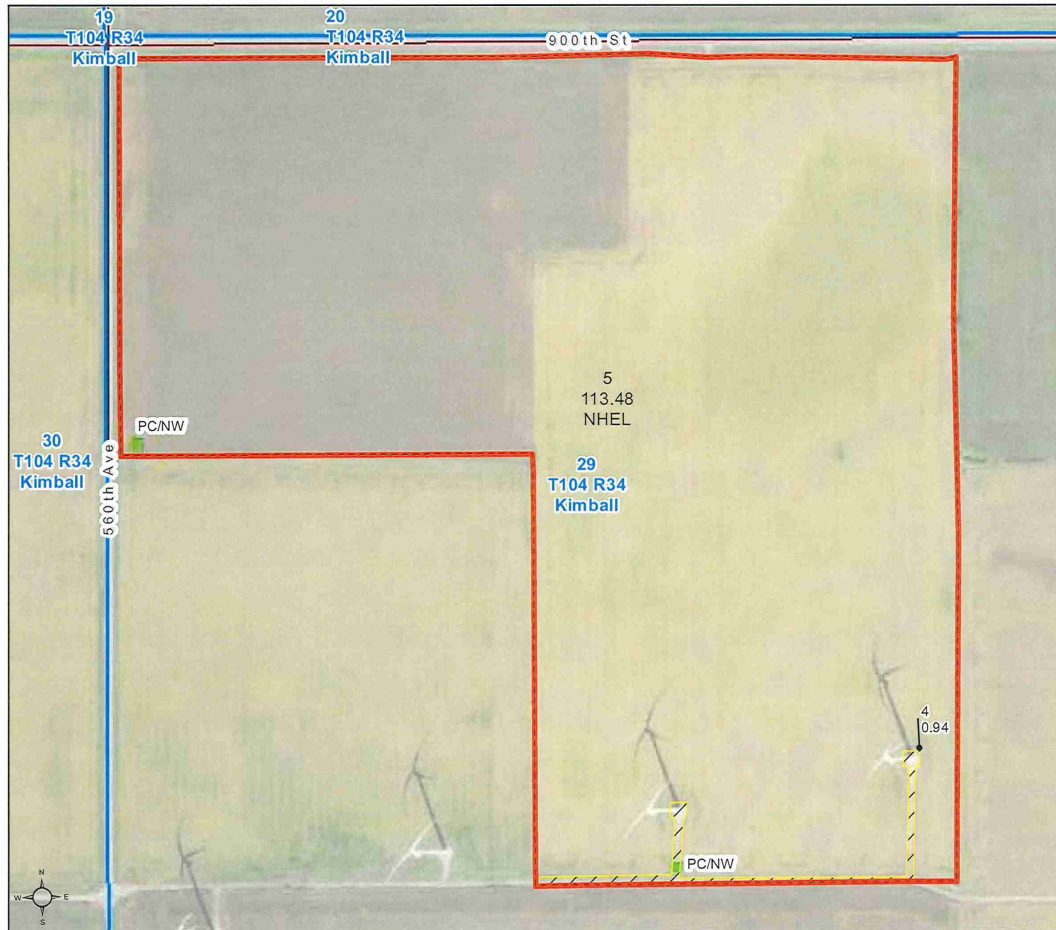 19
T104 R34
Kimball
20
T104 R34
Kimball
900th St
5
113.48
NHEL
PC/NW
30
T104 R34
Kimball
560th Ave
29
T104 R34
Kimball
4
0.94
PC/NW
N
W E
S